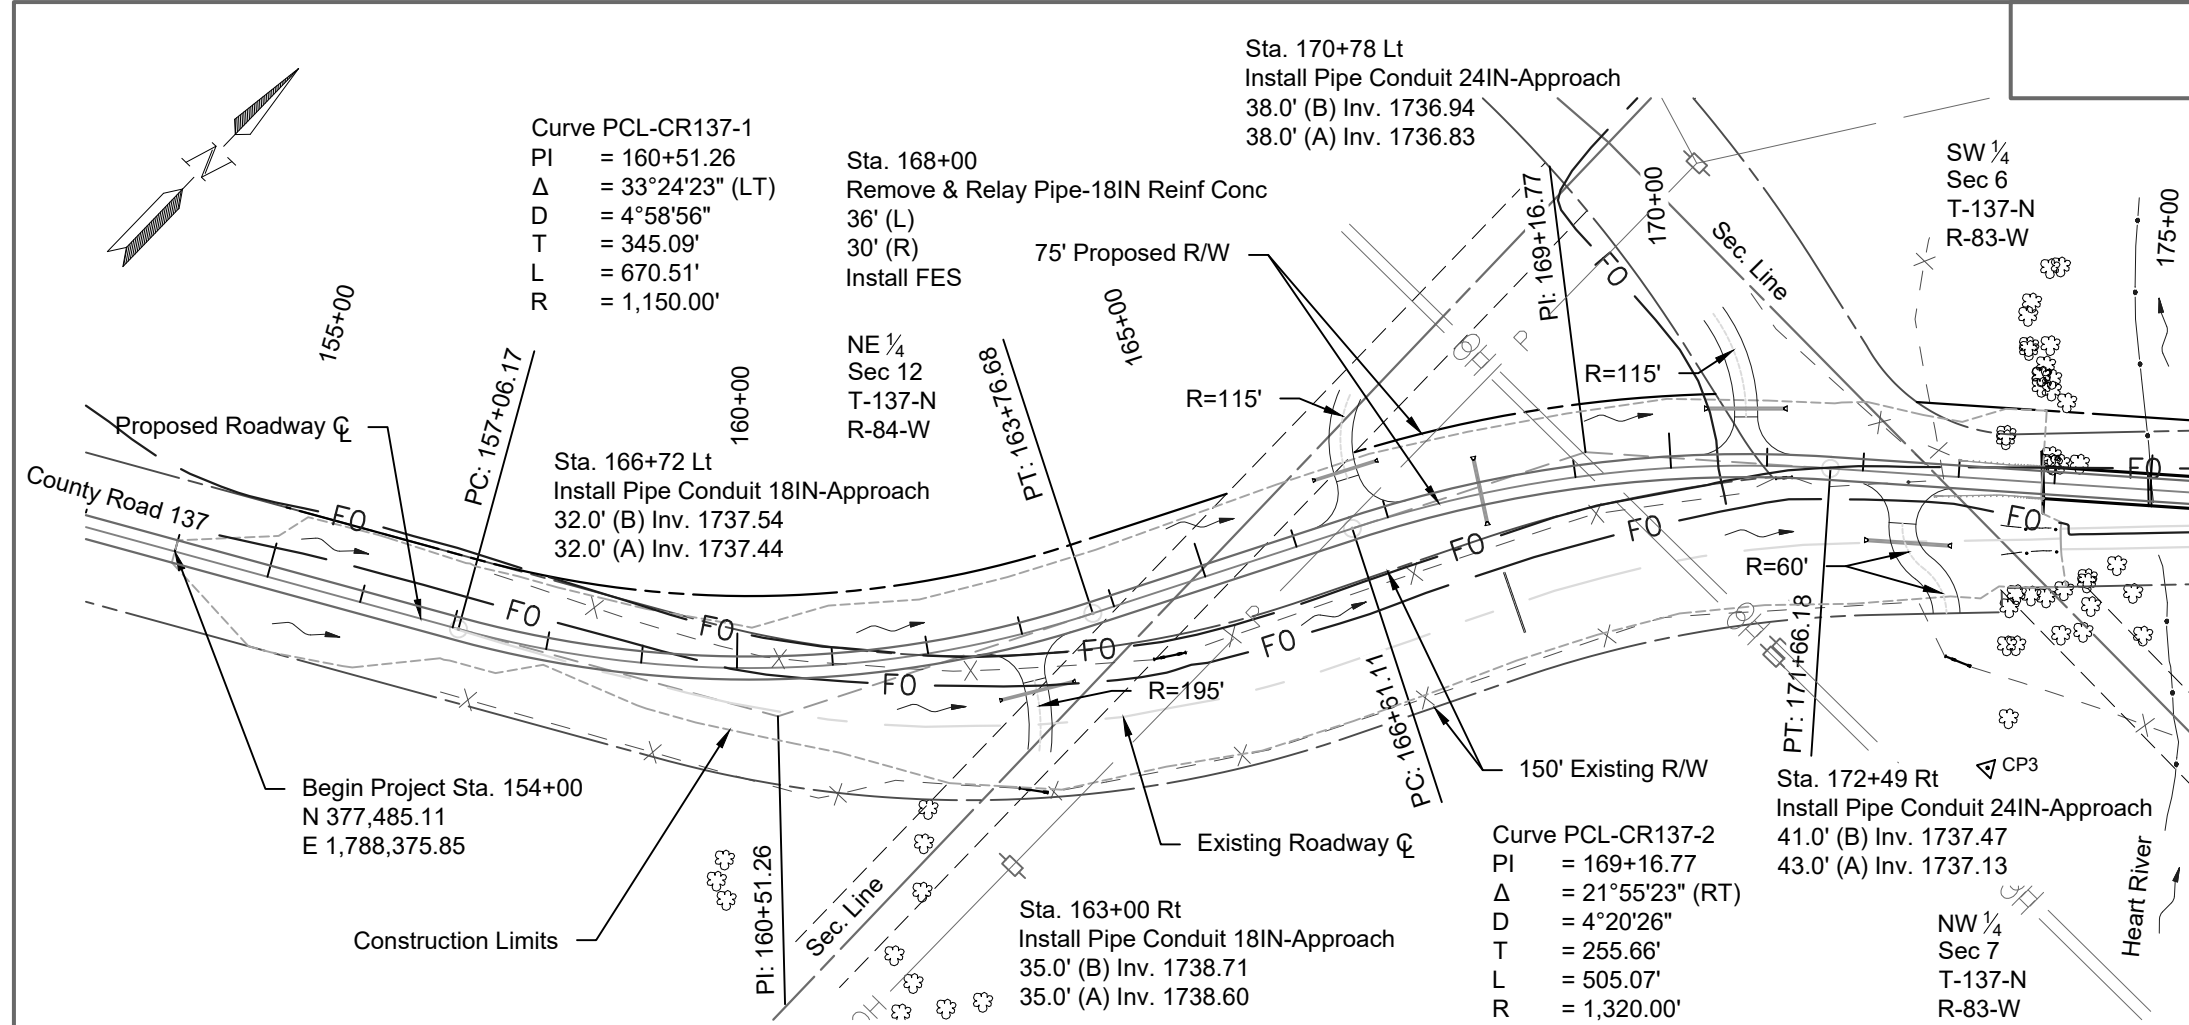 N
Curve PCL-CR137-1
PI = 160+51.26
Δ = 33°24'23" (LT)
D = 4°58'56"
T = 345.09'
L = 670.51'
R = 1,150.00'
Sta. 168+00
Remove & Relay Pipe-18IN Reinf Conc
36' (L)
30' (R)
Install FES
Sta. 170+78 Lt
Install Pipe Conduit 24IN-Approach
38.0' (B) Inv. 1736.94
38.0' (A) Inv. 1736.83
SW ¼
Sec 6
T-137-N
R-83-W
75' Proposed R/W
NE ¼
Sec 12
T-137-N
R-84-W
155+00
160+00
165+00
170+00
175+00
PC: 157+06.17
PT: 163+76.68
PI: 169+16.77
Sec. Line
FO
OH
P
R=115'
R=115'
Proposed Roadway ℄
County Road 137
Sta. 166+72 Lt
Install Pipe Conduit 18IN-Approach
32.0' (B) Inv. 1737.54
32.0' (A) Inv. 1737.44
FO
FO
FO
FO
FO
FO
FO
FO
FO
FO
P
OH
R=60'
R=195'
PI: 160+51.26
PC: 166+61.11
PT: 171+66.18
150' Existing R/W
Begin Project Sta. 154+00
N 377,485.11
E 1,788,375.85
Construction Limits
Existing Roadway ℄
Sec. Line
OH
Sta. 163+00 Rt
Install Pipe Conduit 18IN-Approach
35.0' (B) Inv. 1738.71
35.0' (A) Inv. 1738.60
Curve PCL-CR137-2
PI = 169+16.77
Δ = 21°55'23" (RT)
D = 4°20'26"
T = 255.66'
L = 505.07'
R = 1,320.00'
CP3
Sta. 172+49 Rt
Install Pipe Conduit 24IN-Approach
41.0' (B) Inv. 1737.47
43.0' (A) Inv. 1737.13
OH
NW ¼
Sec 7
T-137-N
R-83-W
Heart River